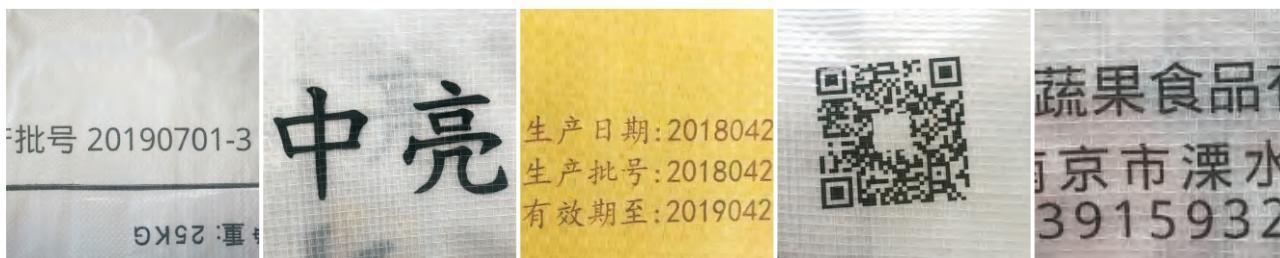 批号 20190701-3
重: 25KG
中亮
生产日期:2018042
生产批号:2018042
有效期至:2019042
蔬果食品
京市溧水
3915932